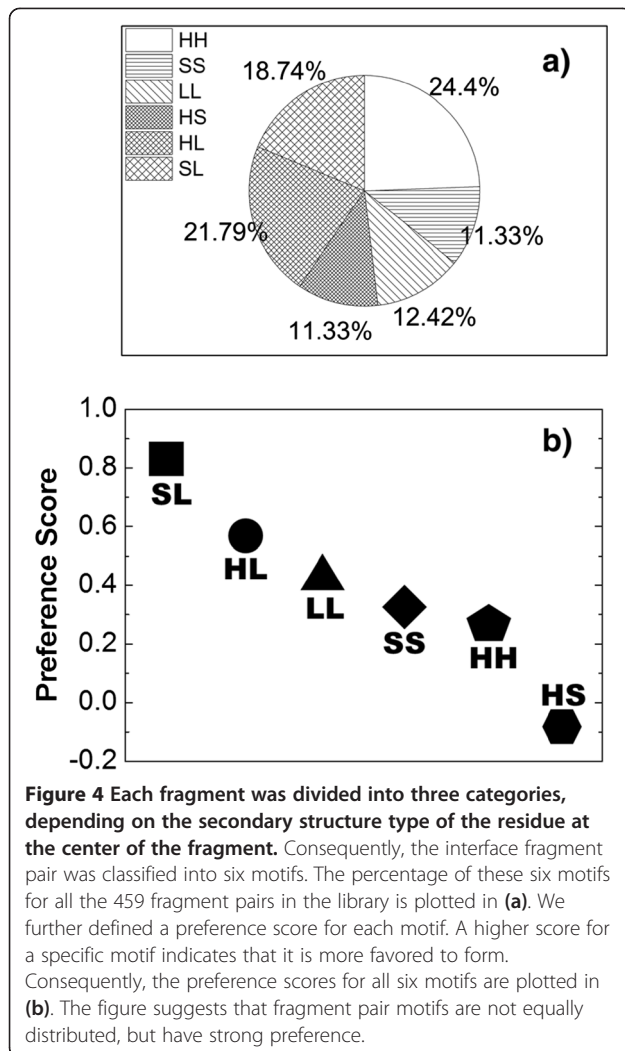 HH
SS
LL
HS
HL
SL
a)
18.74%
24.4%
21.79%
11.33%
11.33%
12.42%
b)
Preference Score
1.0
0.8
0.6
0.4
0.2
0.0
-0.2
SL
HL
LL
SS
HH
HS
Figure 4 Each fragment was divided into three categories,
depending on the secondary structure type of the residue at
the center of the fragment. Consequently, the interface fragment
pair was classified into six motifs. The percentage of these six motifs
for all the 459 fragment pairs in the library is plotted in (a). We
further defined a preference score for each motif. A higher score for
a specific motif indicates that it is more favored to form.
Consequently, the preference scores for all six motifs are plotted in
(b). The figure suggests that fragment pair motifs are not equally
distributed, but have strong preference.